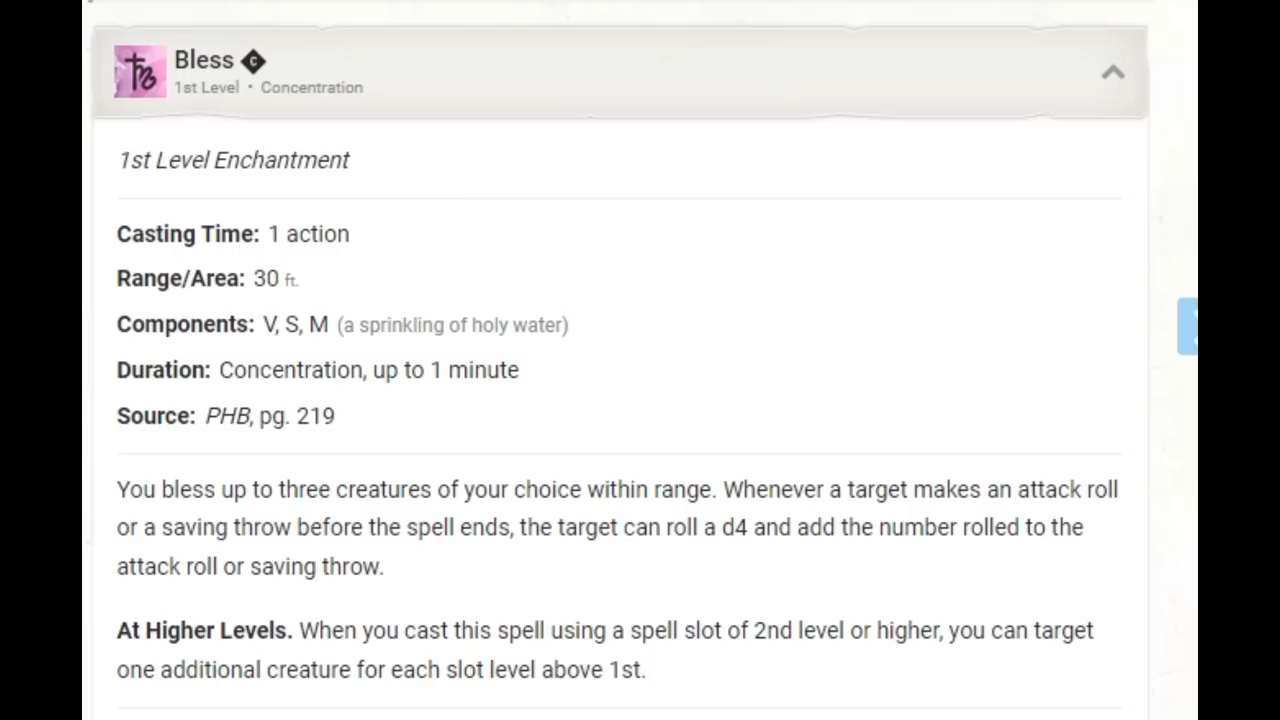 Bless C
1st Level • Concentration
1st Level Enchantment
Casting Time: 1 action
Range/Area: 30 ft.
Components: V, S, M (a sprinkling of holy water)
Duration: Concentration, up to 1 minute
Source: PHB, pg. 219
You bless up to three creatures of your choice within range. Whenever a target makes an attack roll
or a saving throw before the spell ends, the target can roll a d4 and add the number rolled to the
attack roll or saving throw.
At Higher Levels. When you cast this spell using a spell slot of 2nd level or higher, you can target
one additional creature for each slot level above 1st.